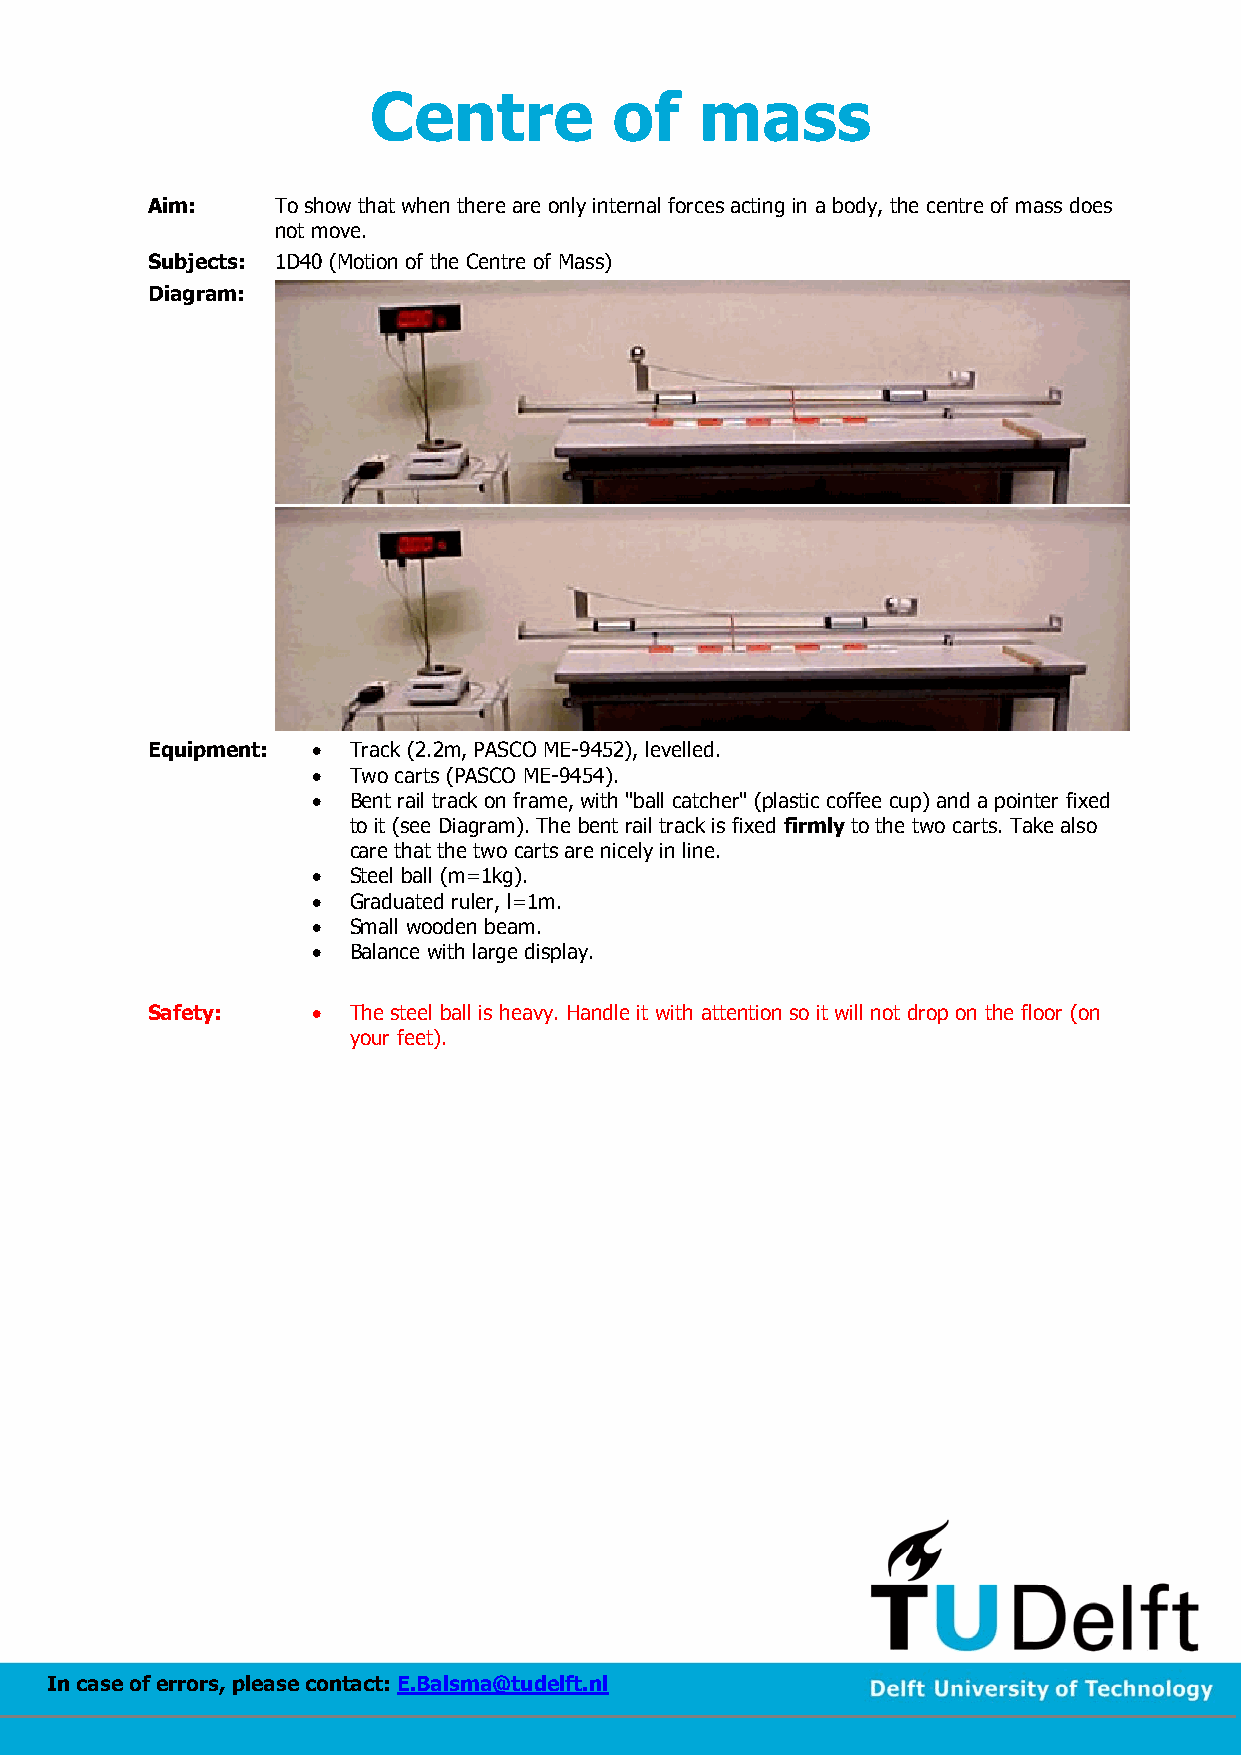 Centre of mass
Aim: To show that when there are only internal forces acting in a body, the centre of mass does
not move.
Subjects: 1D40 (Motion of the Centre of Mass)
Diagram:
Equipment: • Track (2.2m, PASCO ME-9452), levelled.
• Two carts (PASCO ME-9454).
• Bent rail track on frame, with "ball catcher" (plastic coffee cup) and a pointer fixed
to it (see Diagram). The bent rail track is fixed firmly to the two carts. Take also
care that the two carts are nicely in line.
• Steel ball (m=1kg).
• Graduated ruler, l=1m.
• Small wooden beam.
• Balance with large display.
Safety: • The steel ball is heavy. Handle it with attention so it will not drop on the floor (on
your feet).
TUDelft
In case of errors, please contact: E.Balsma@tudelft.nl
Delft University of Technology